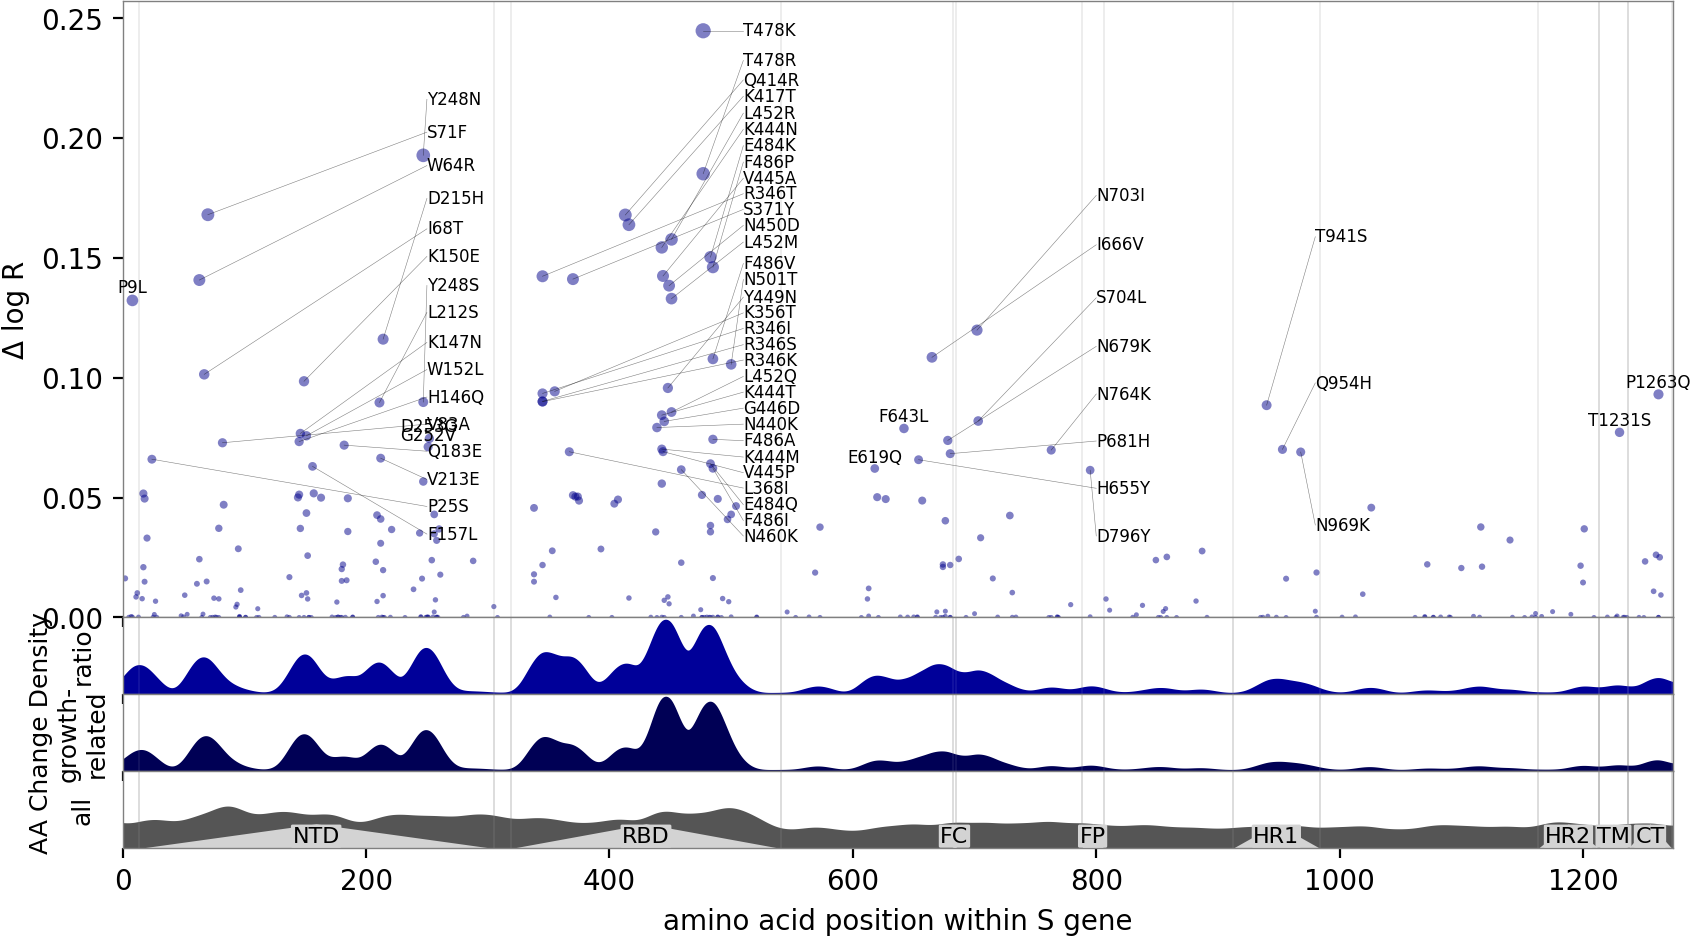 0.25
0.20
0.15
0.10
0.05
0.00
Δ log R
P9L
Y248N
S71F
W64R
D215H
I68T
K150E
Y248S
L212S
K147N
W152L
H146Q
V83A
D253G
G252V
Q183E
V213E
P25S
F157L
T478K
T478R
Q414R
K417T
L452R
K444N
E484K
F486P
V445A
R346T
S371Y
N450D
L452M
F486V
N501T
Y449N
K356T
R346I
R346S
R346K
L452Q
K444T
G446D
N440K
F486A
K444M
V445P
L368I
E484Q
F486I
N460K
F643L
E619Q
N703I
I666V
S704L
N679K
N764K
P681H
H655Y
D796Y
T941S
Q954H
N969K
P1263Q
T1231S
AA Change Density
ratio
growth-
related
all
NTD
RBD
FC
FP
HR1
HR2
TM
CT
0
200
400
600
800
1000
1200
amino acid position within S gene